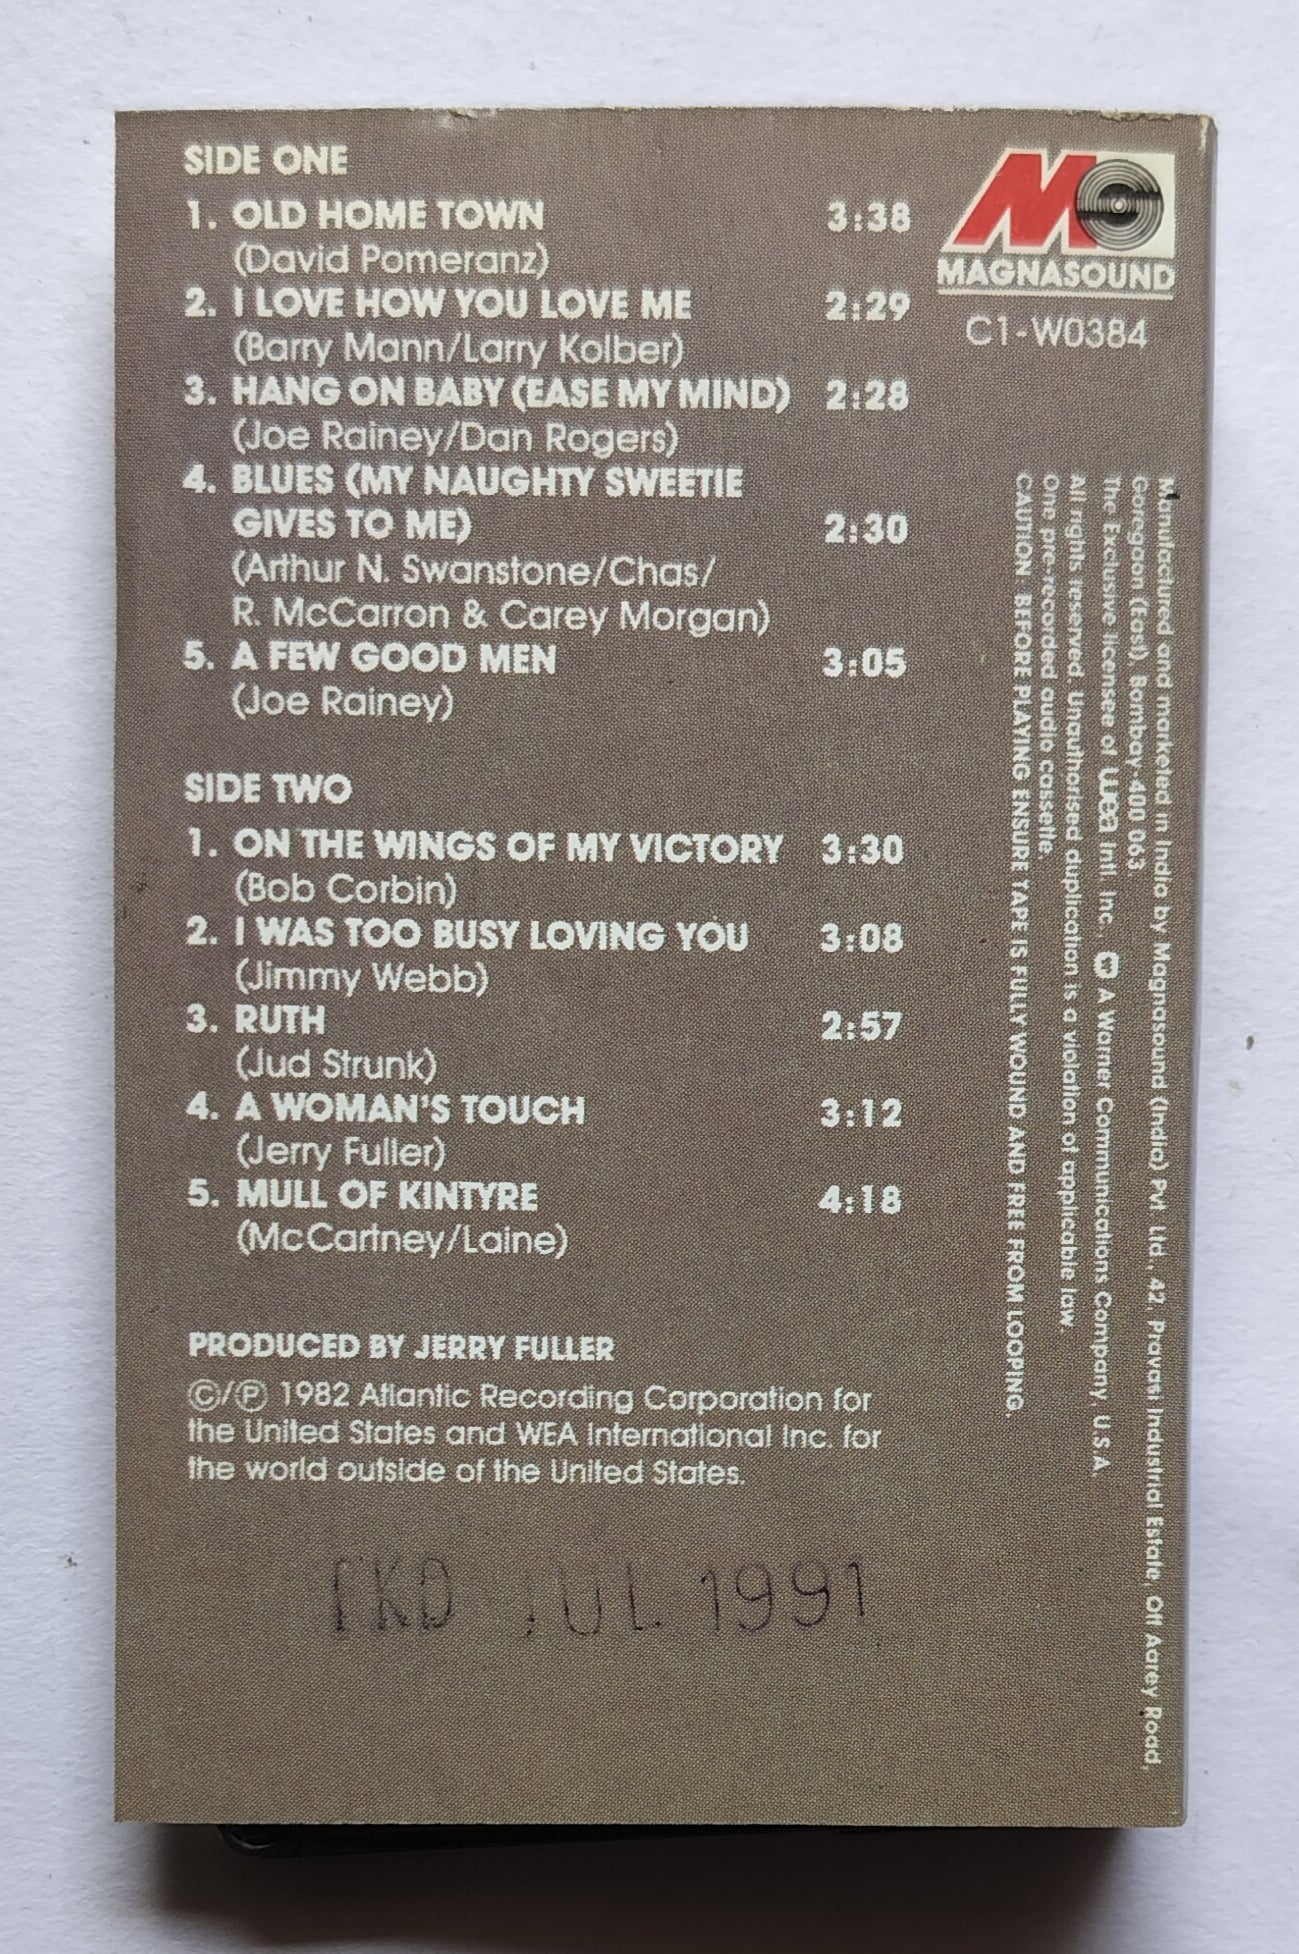 SIDE ONE
1. OLD HOME TOWN 3:38
(David Pomeranz)
2. I LOVE HOW YOU LOVE ME 2:29
(Barry Mann/Larry Kolber)
3. HANG ON BABY (EASE MY MIND) 2:28
(Joe Rainey/Dan Rogers)
4. BLUES (MY NAUGHTY SWEETIE
GIVES TO ME) 2:30
(Arthur N. Swanstone/Chas/
R. McCarron & Carey Morgan)
5. A FEW GOOD MEN 3:05
(Joe Rainey)
SIDE TWO
1. ON THE WINGS OF MY VICTORY 3:30
(Bob Corbin)
2. I WAS TOO BUSY LOVING YOU 3:08
(Jimmy Webb)
3. RUTH 2:57
(Jud Strunk)
4. A WOMAN'S TOUCH 3:12
(Jerry Fuller)
5. MULL OF KINTYRE 4:18
(McCartney/Laine)
PRODUCED BY JERRY FULLER
©/℗ 1982 Atlantic Recording Corporation for
the United States and WEA International Inc. for
the world outside of the United States.
PKD JUL 1991
MG
MAGNASOUND
C1-W0384
Manufactured and marketed in India by Magnasound (India) Pvt. Ltd., 42, Pravasi Industrial Estate, Off Aarey Road,
Goregaon (East), Bombay-400 063
The Exclusive licensee of wea Intl. Inc., A Warner Communications Company, U.S.A.
All rights reserved. Unauthorised duplication is a violation of applicable law.
One pre-recorded audio cassette.
CAUTION: BEFORE PLAYING ENSURE TAPE IS FULLY WOUND AND FREE FROM LOOPING.